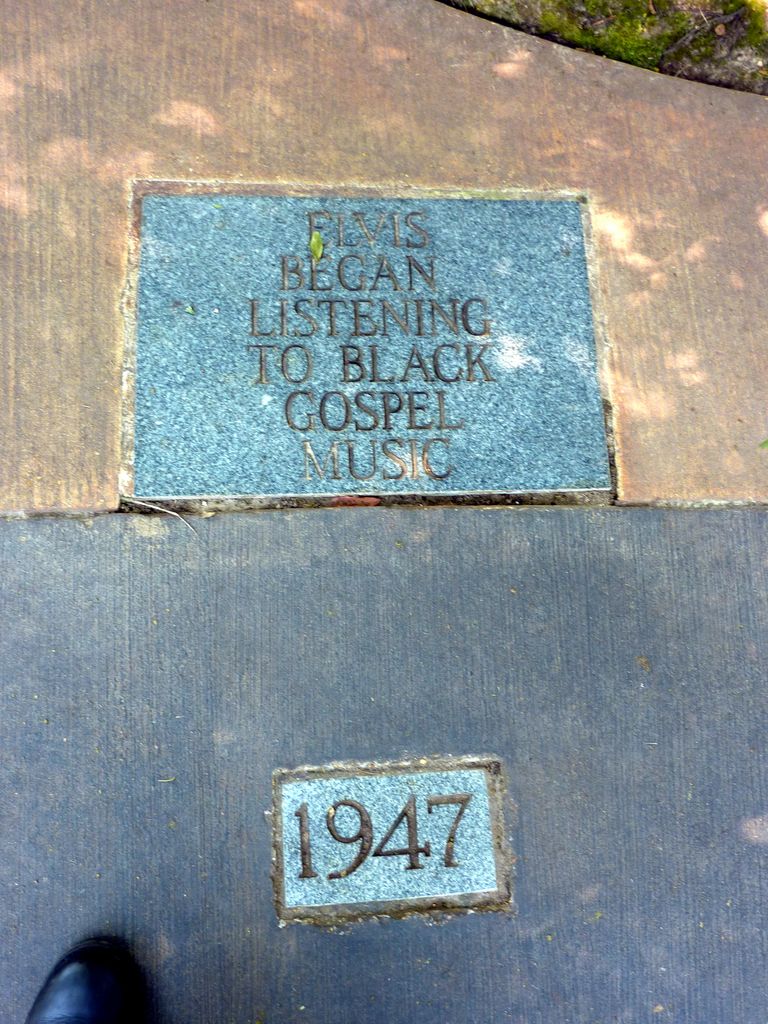 ELVIS
BEGAN
LISTENING
TO BLACK
GOSPEL
MUSIC
1947